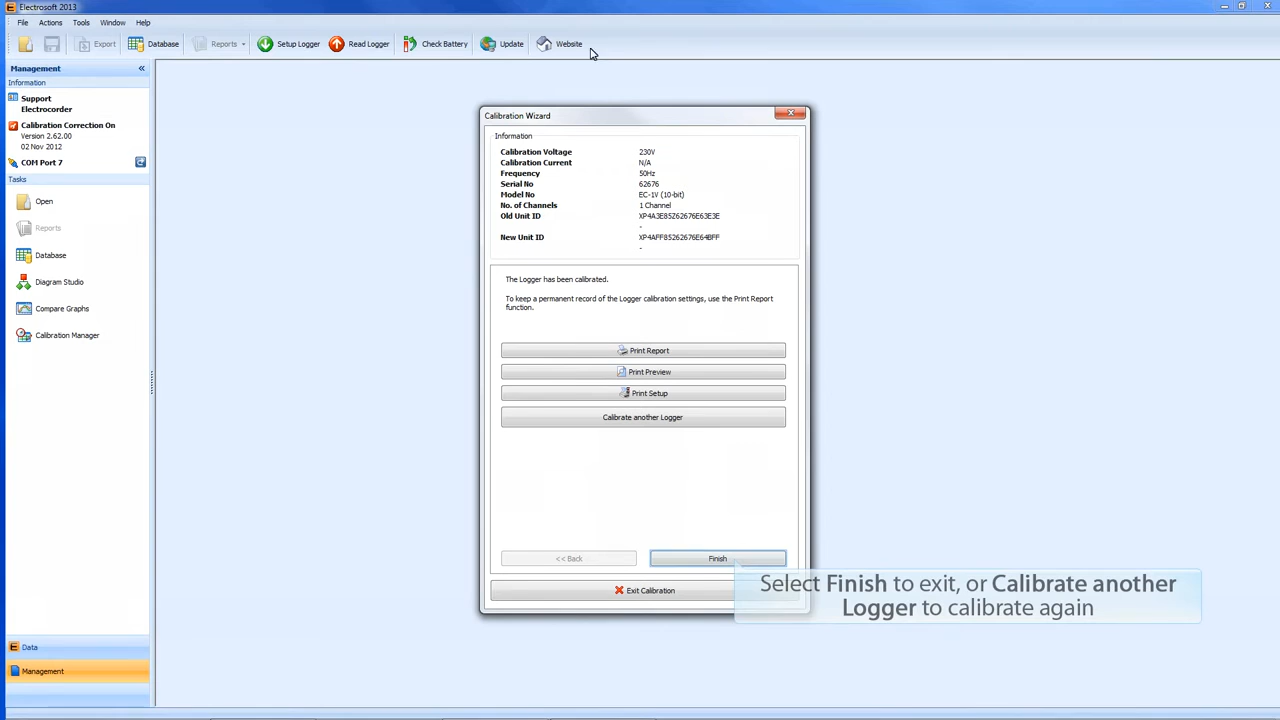 Electrosoft 2013
File Actions Tools Window Help
Export Database Reports Setup Logger Read Logger Check Battery Update Website
Management
Information
Support
Electrocorder
Calibration Correction On
Version 2.62.00
02 Nov 2012
COM Port 7
Tasks
Open
Reports
Database
Diagram Studio
Compare Graphs
Calibration Manager
Data
Management
Calibration Wizard
Information
Calibration Voltage 230V
Calibration Current N/A
Frequency 50Hz
Serial No 62676
Model No EC-1V (10-bit)
No. of Channels 1 Channel
Old Unit ID XP4A3E85262676E63E3E
-
New Unit ID XP4AFF85262676E64BFF
-
The Logger has been calibrated.
To keep a permanent record of the Logger calibration settings, use the Print Report
function.
Print Report
Print Preview
Print Setup
Calibrate another Logger
<< Back Finish
Exit Calibration
Select Finish to exit, or Calibrate another
Logger to calibrate again